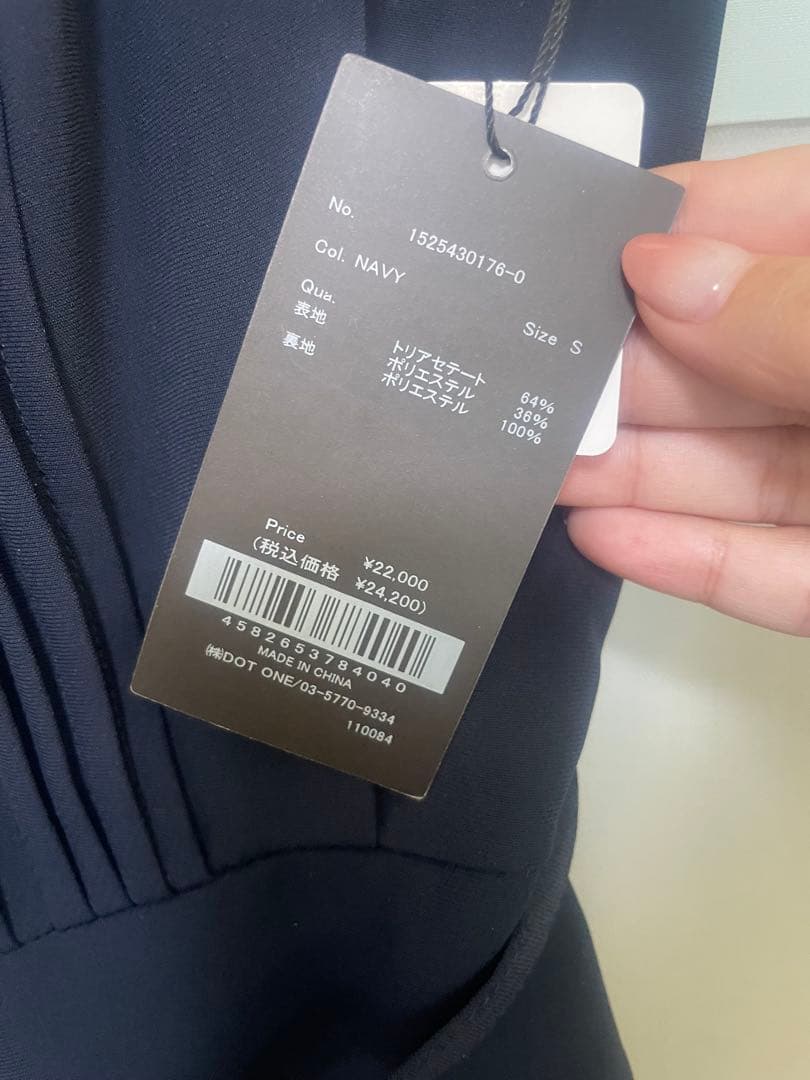 No. 1525430176-0
Col. NAVY Size S
Qua.
表地 トリアセテート 64%
ポリエステル 36%
裏地 ポリエステル 100%
Price ¥22,000
(税込価格 ¥24,200)
4582653784040
MADE IN CHINA
㈱DOT ONE/03-5770-9334
110084